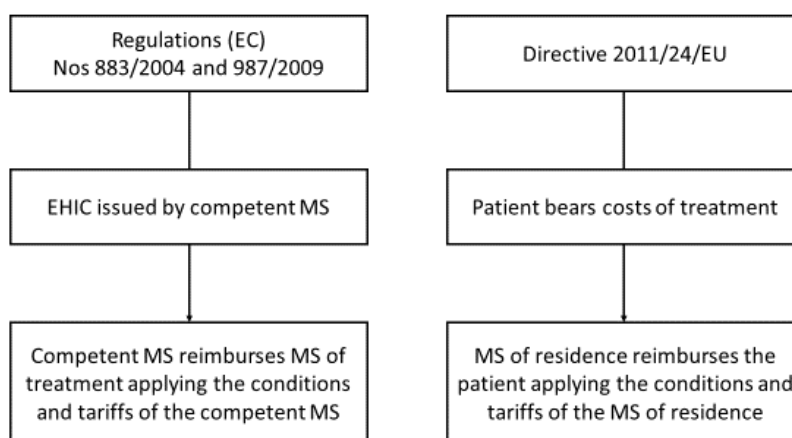 Regulations (EC)
Nos 883/2004 and 987/2009
EHIC issued by competent MS
Competent MS reimburses MS of
treatment applying the conditions
and tariffs of the competent MS
Directive 2011/24/EU
Patient bears costs of treatment
MS of residence reimburses the
patient applying the conditions and
tariffs of the MS of residence